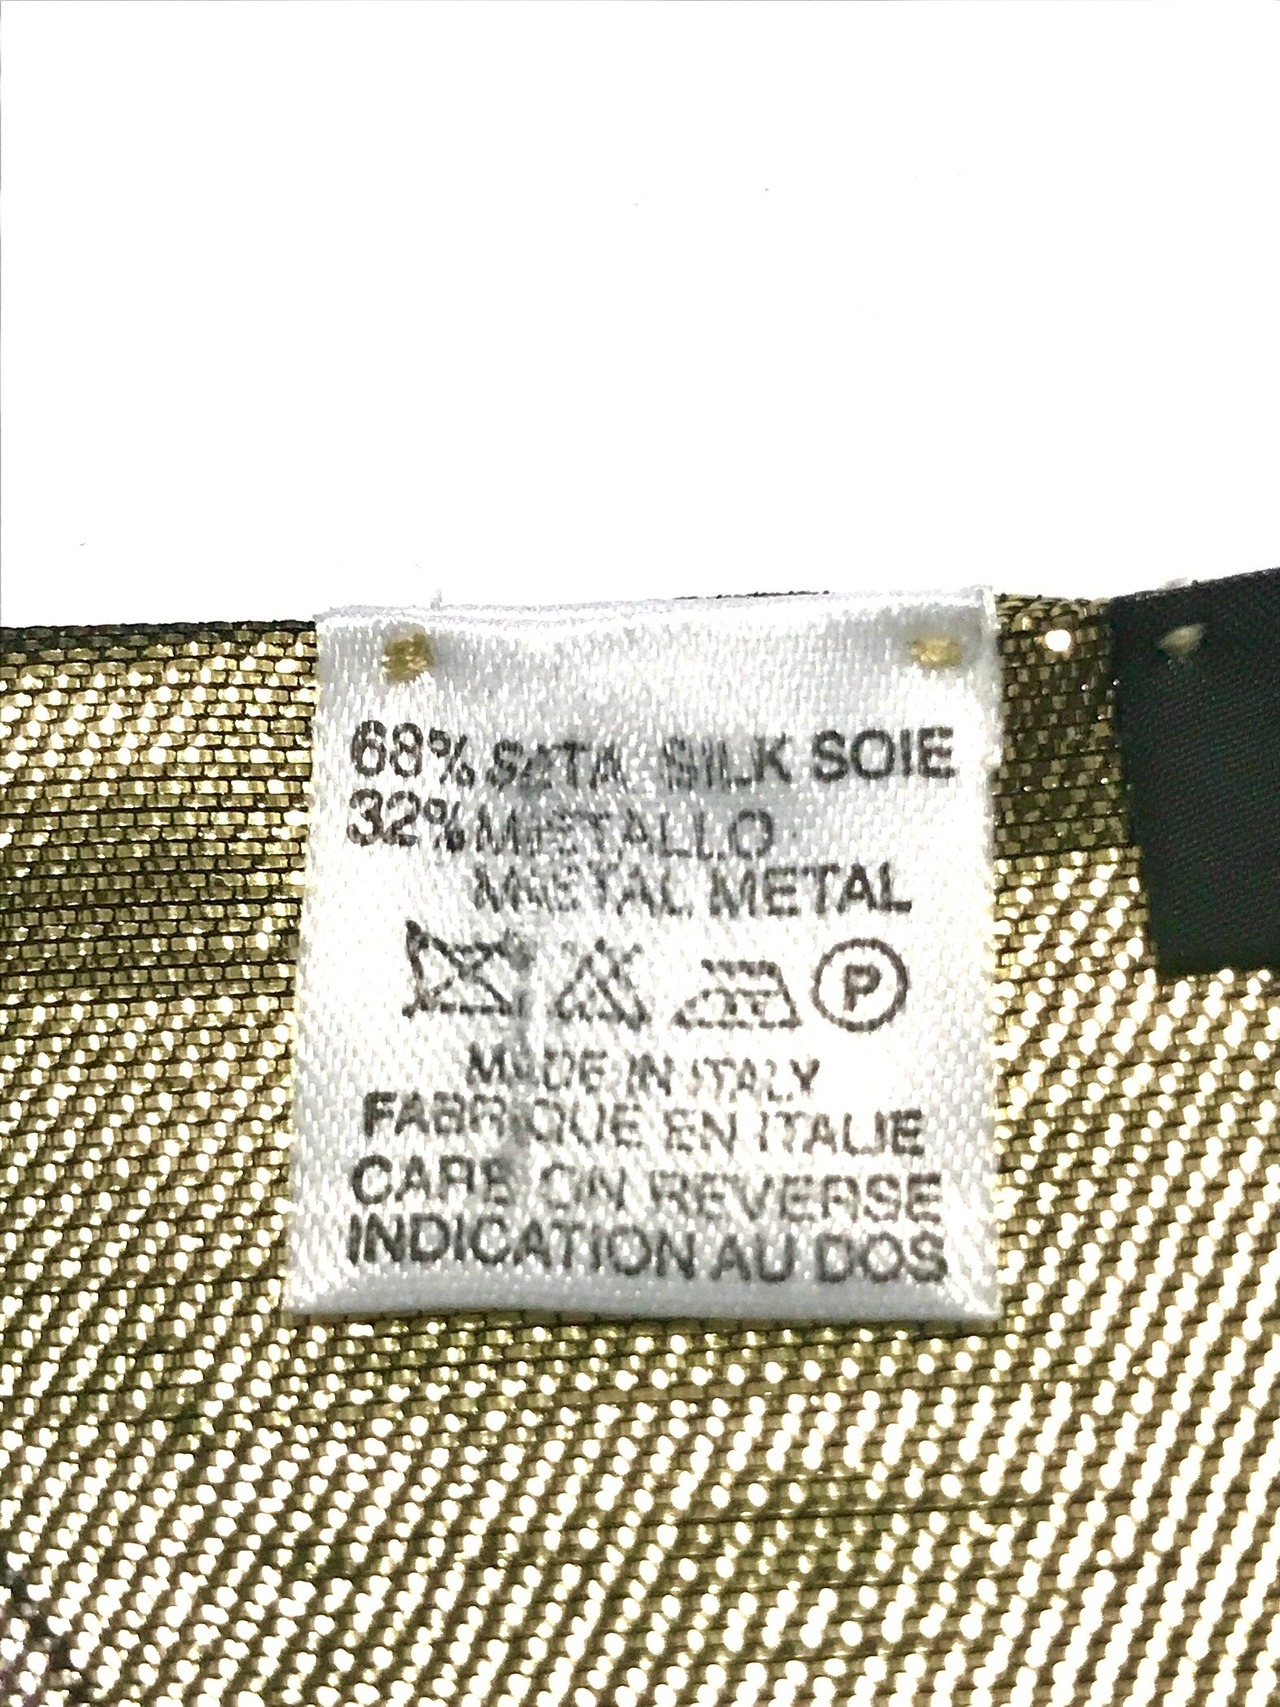 68% SETA SILK SOIE
32% METALLO
METAL METAL
P
MADE IN ITALY
FABRIQUE EN ITALIE
CARE ON REVERSE
INDICATION AU DOS